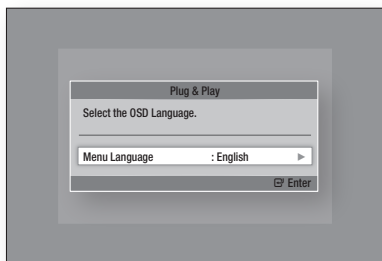 Plug & Play
Select the OSD Language.
Menu Language : English ►
Enter